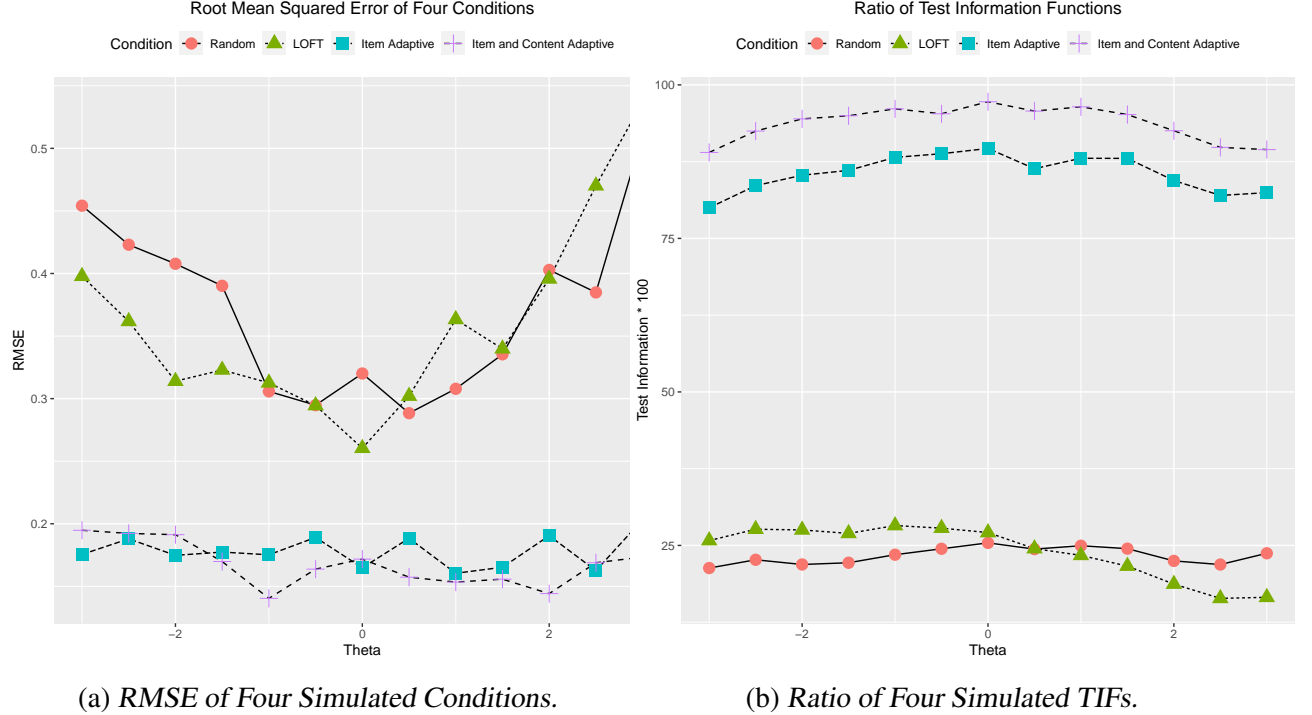 Root Mean Squared Error of Four Conditions
Condition Random LOFT Item Adaptive Item and Content Adaptive
RMSE
0.5
0.4
0.3
0.2
−2 0 2
Theta
(a) RMSE of Four Simulated Conditions.
Ratio of Test Information Functions
Condition Random LOFT Item Adaptive Item and Content Adaptive
Test Information * 100
100
75
50
25
−2 0 2
Theta
(b) Ratio of Four Simulated TIFs.